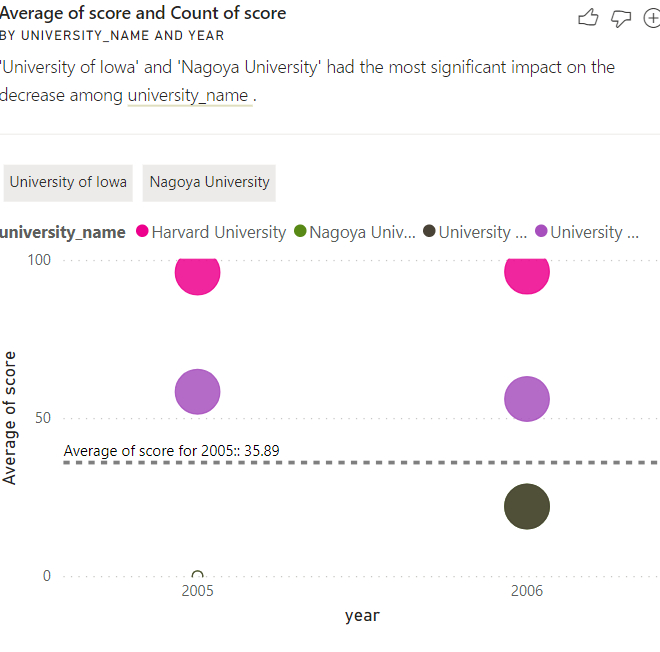 Average of score and Count of score
BY UNIVERSITY_NAME AND YEAR
'University of Iowa' and 'Nagoya University' had the most significant impact on the
decrease among university_name .
University of Iowa Nagoya University
university_name Harvard University Nagoya Univ... University ... University ...
100
50
Average of score for 2005:: 35.89
0
2005 2006
year
Average of score